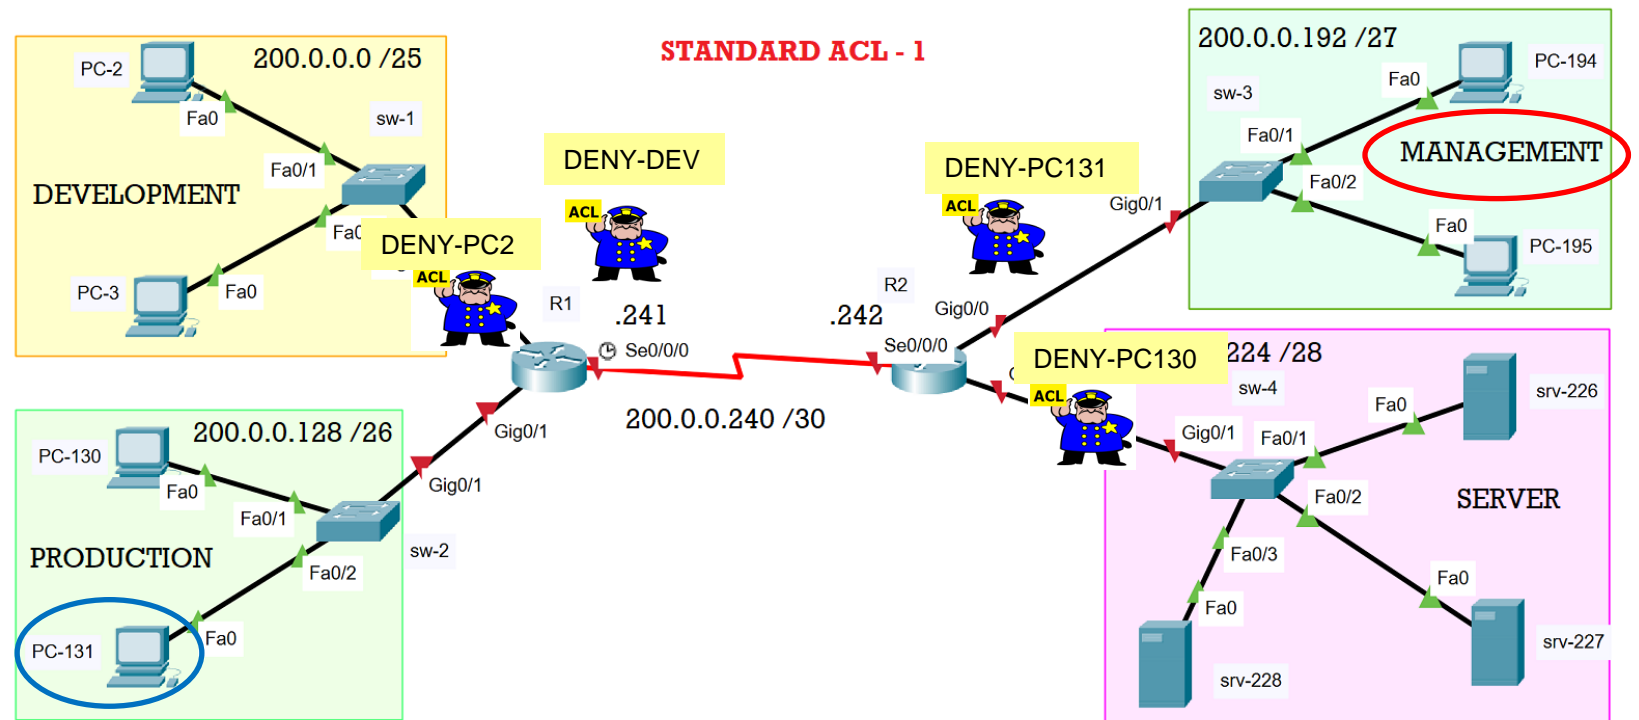 STANDARD ACL - 1
200.0.0.0 /25
PC-2
Fa0
sw-1
Fa0/1
DEVELOPMENT
PC-3
Fa0
DENY-PC2
ACL
DENY-DEV
ACL
R1
.241
Se0/0/0
200.0.0.240 /30
Gig0/1
Gig0/1
200.0.0.128 /26
PC-130
Fa0
Fa0/1
PRODUCTION
Fa0/2
sw-2
PC-131
Fa0
DENY-PC131
ACL
R2
.242
Se0/0/0
Gig0/0
Gig0/1
200.0.0.192 /27
sw-3
Fa0
PC-194
Fa0/1
MANAGEMENT
Fa0/2
Fa0
PC-195
DENY-PC130
224 /28
ACL
sw-4
Gig0/1
Fa0/1
Fa0
srv-226
Fa0/2
SERVER
Fa0/3
Fa0
srv-227
Fa0
srv-228